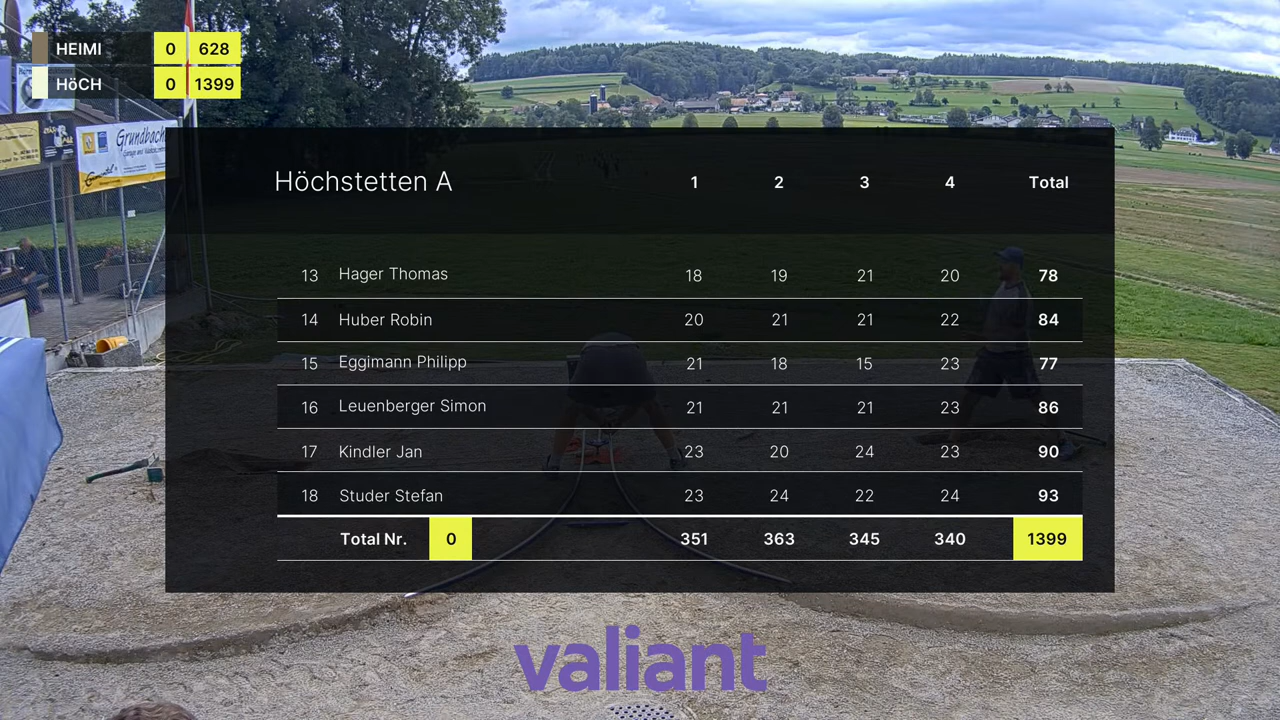 HEIMI 0 628
HöCH 0 1399
Grundbach
Höchstetten A 1 2 3 4 Total
13 Hager Thomas 18 19 21 20 78
14 Huber Robin 20 21 21 22 84
15 Eggimann Philipp 21 18 15 23 77
16 Leuenberger Simon 21 21 21 23 86
17 Kindler Jan 23 20 24 23 90
18 Studer Stefan 23 24 22 24 93
Total Nr. 0 351 363 345 340 1399
valiant